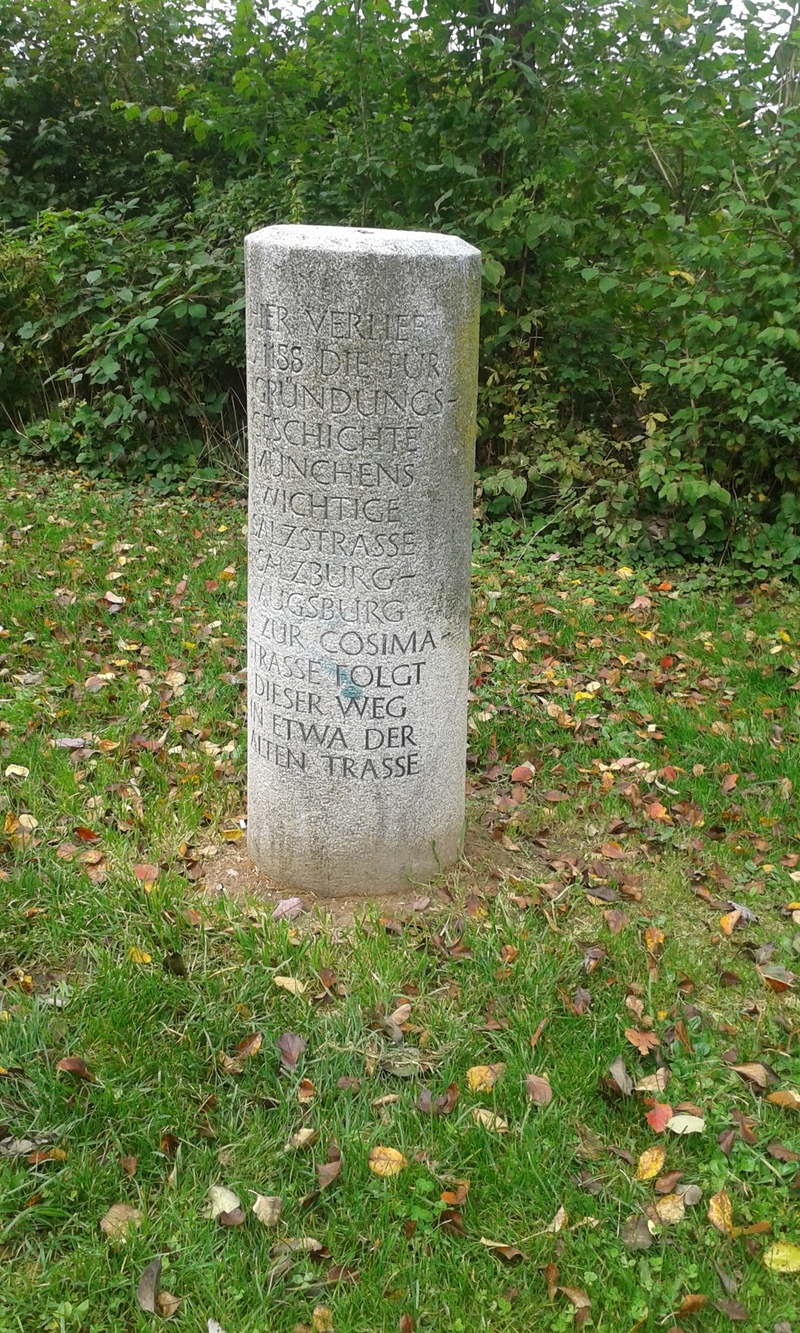 HIER VERLIEF
1158 DIE FÜR
GRÜNDUNGS-
GESCHICHTE
MÜNCHENS
WICHTIGE
SALZSTRASSE
SALZBURG-
AUGSBURG
ZUR COSIMA-
STRASSE FOLGT
DIESER WEG
IN ETWA DER
ALTEN TRASSE